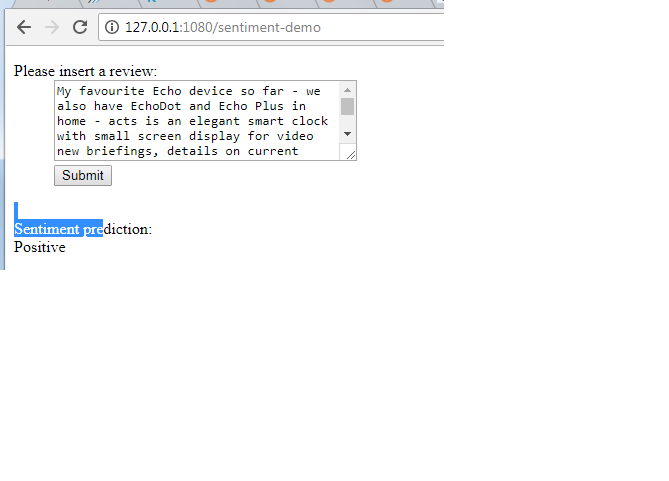 127.0.0.1:1080/sentiment-demo
Please insert a review:
My favourite Echo device so far - we
also have EchoDot and Echo Plus in
home - acts is an elegant smart clock
with small screen display for video
new briefings, details on current
Submit
Sentiment prediction:
Positive